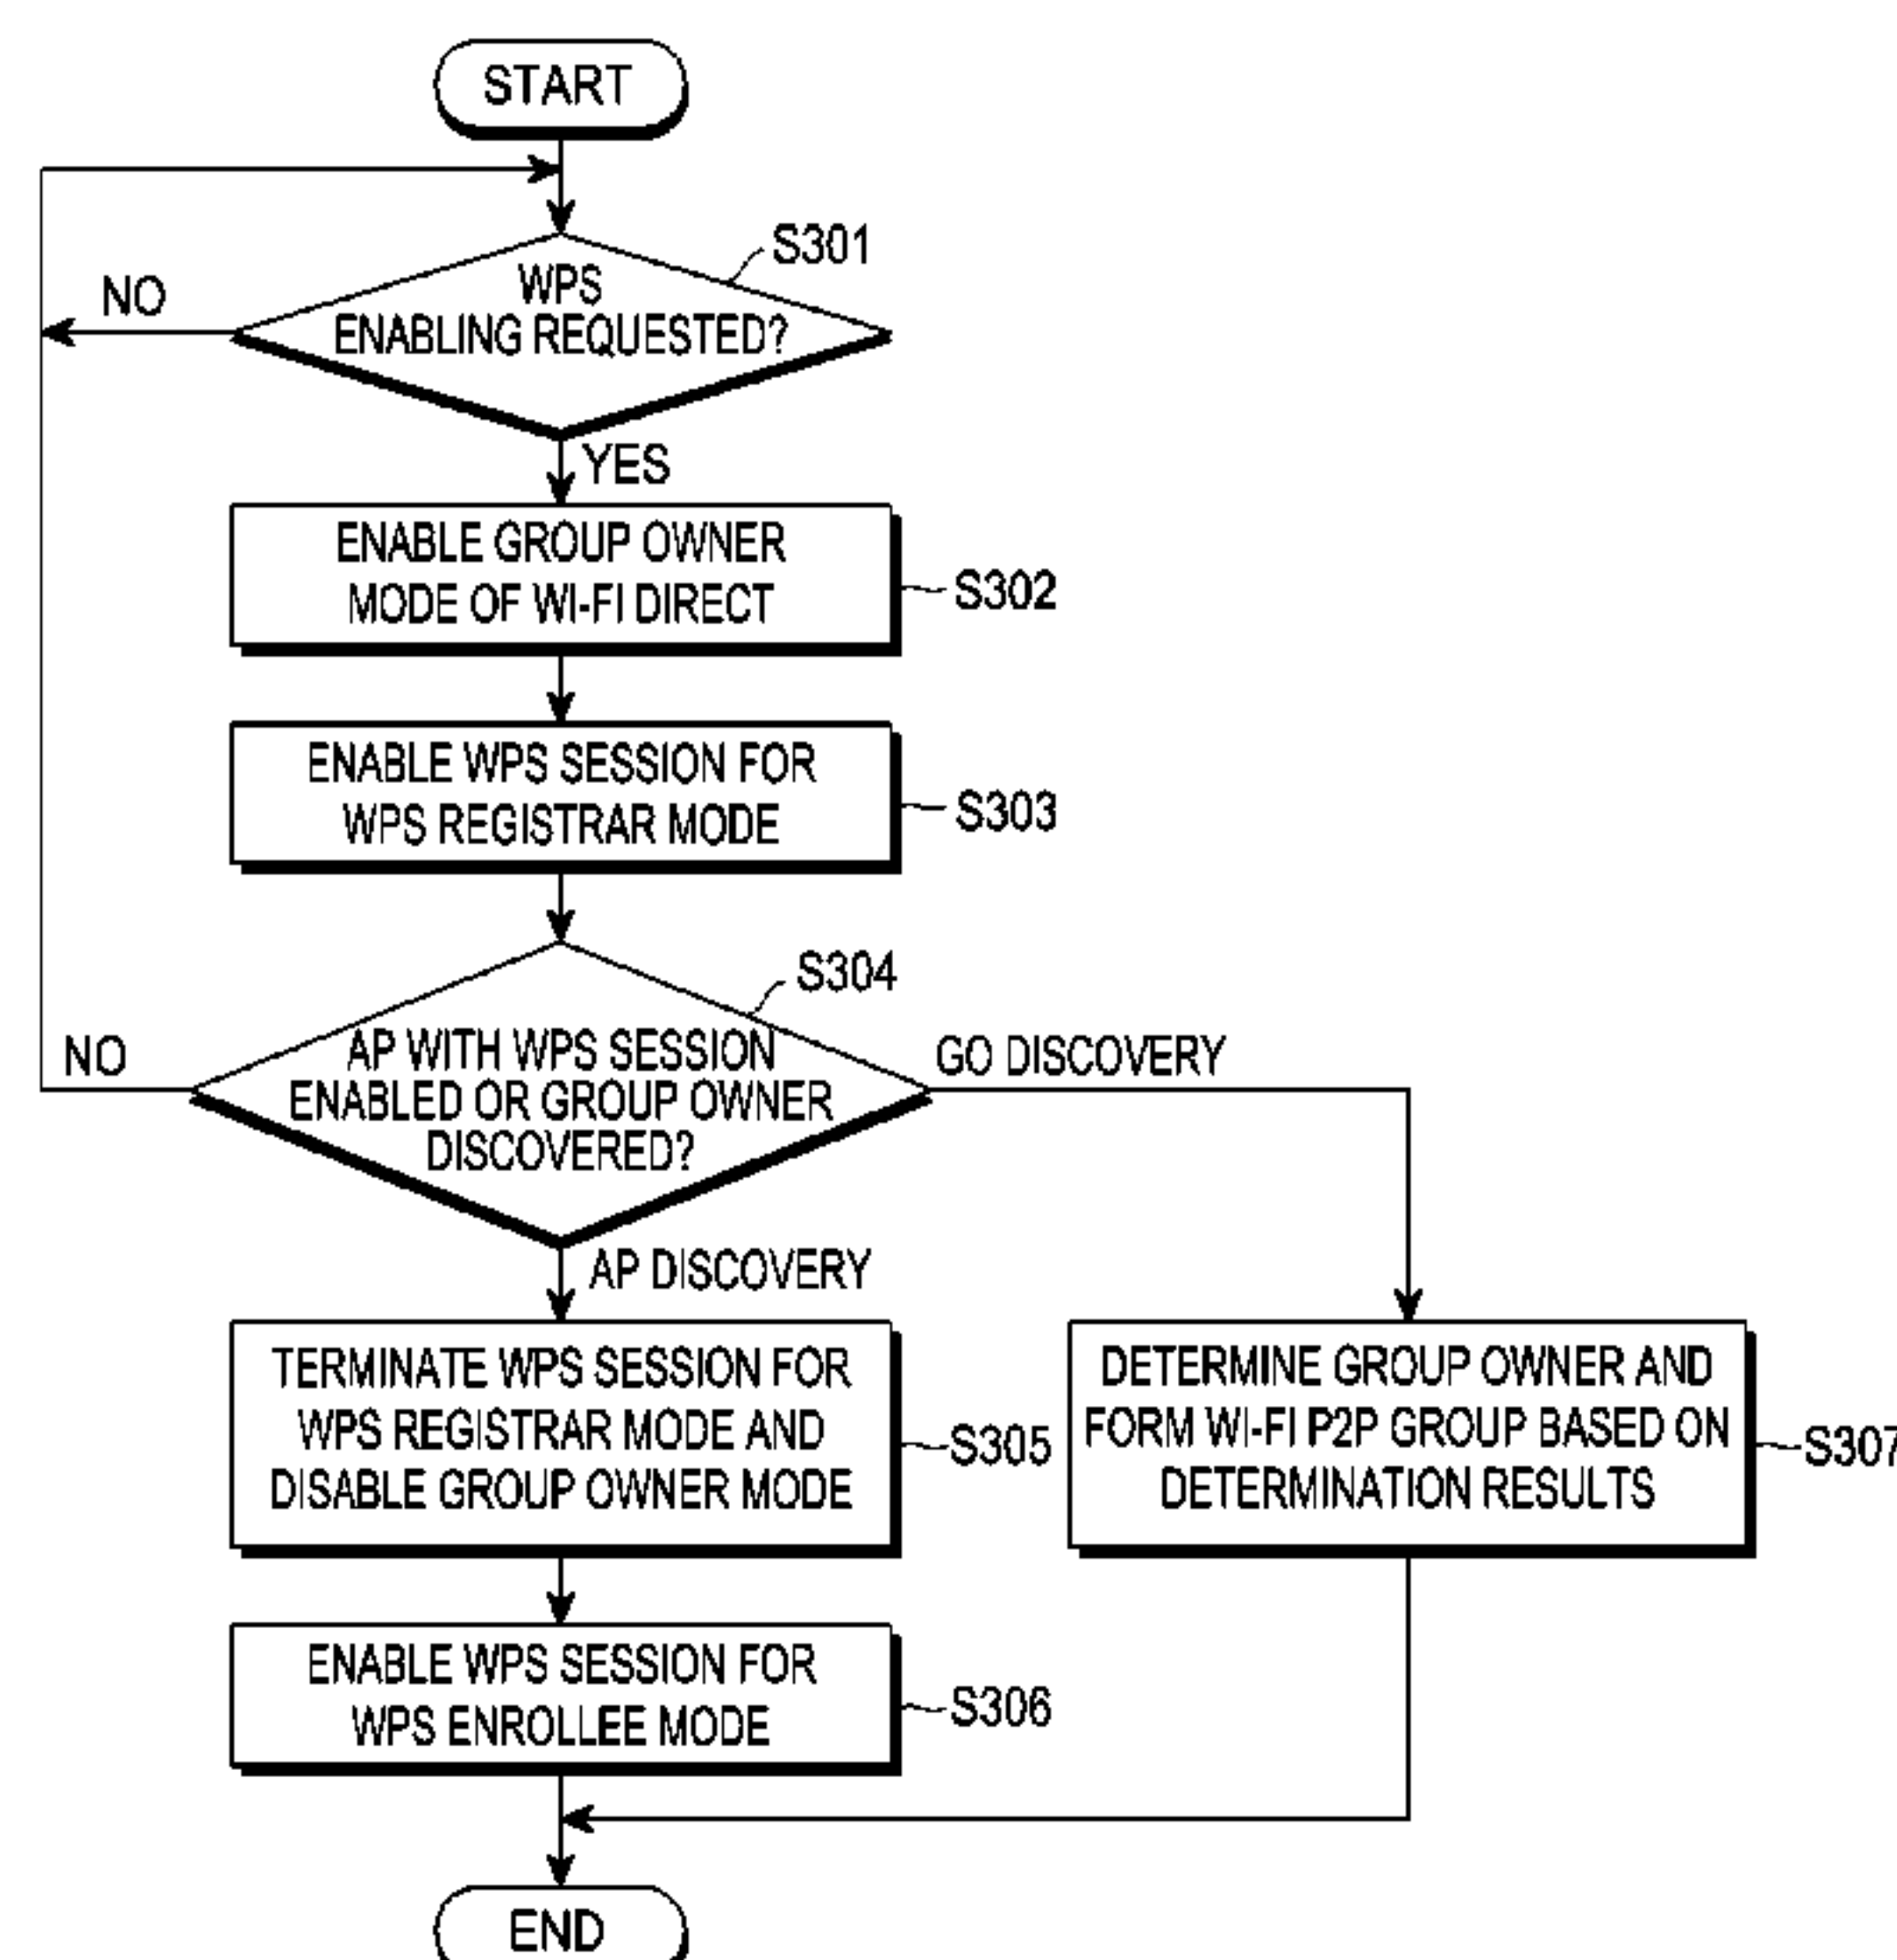 START
S301
WPS
ENABLING REQUESTED?
NO
YES
ENABLE GROUP OWNER
MODE OF WI-FI DIRECT
S302
ENABLE WPS SESSION FOR
WPS REGISTRAR MODE
S303
S304
AP WITH WPS SESSION
ENABLED OR GROUP OWNER
DISCOVERED?
NO
GO DISCOVERY
AP DISCOVERY
TERMINATE WPS SESSION FOR
WPS REGISTRAR MODE AND
DISABLE GROUP OWNER MODE
S305
DETERMINE GROUP OWNER AND
FORM WI-FI P2P GROUP BASED ON
DETERMINATION RESULTS
S307
ENABLE WPS SESSION FOR
WPS ENROLLEE MODE
S306
END